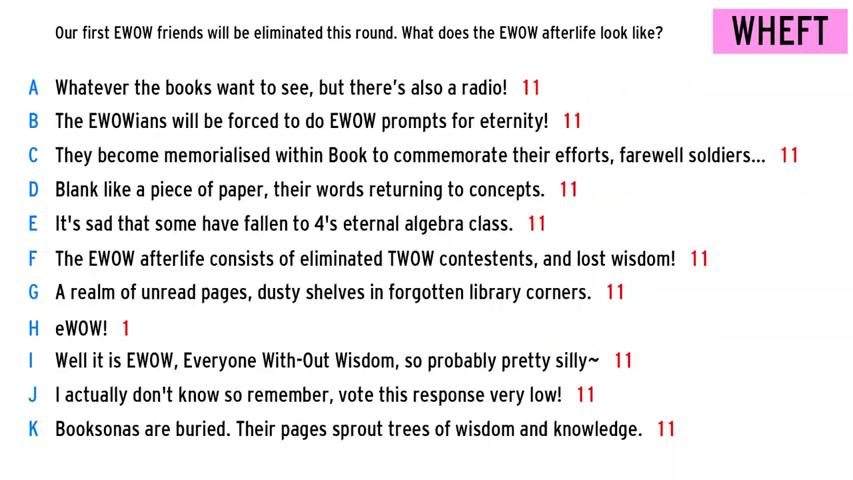 Our first EWOW friends will be eliminated this round. What does the EWOW afterlife look like?
WHEFT
A Whatever the books want to see, but there's also a radio! 11
B The EWOWians will be forced to do EWOW prompts for eternity! 11
C They become memorialised within Book to commemorate their efforts, farewell soldiers... 11
D Blank like a piece of paper, their words returning to concepts. 11
E It's sad that some have fallen to 4's eternal algebra class. 11
F The EWOW afterlife consists of eliminated TWOW contestents, and lost wisdom! 11
G A realm of unread pages, dusty shelves in forgotten library corners. 11
H eWOW! 1
I Well it is EWOW, Everyone With-Out Wisdom, so probably pretty silly~ 11
J I actually don't know so remember, vote this response very low! 11
K Booksonas are buried. Their pages sprout trees of wisdom and knowledge. 11